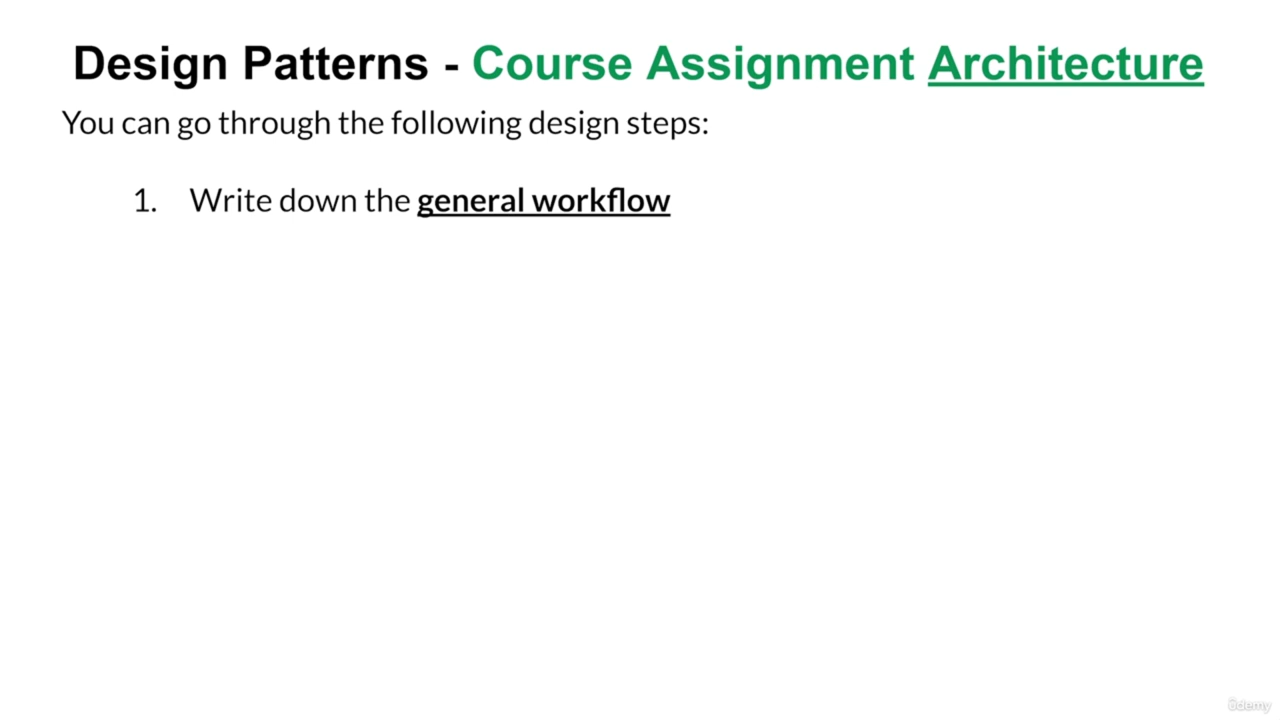 Design Patterns - Course Assignment Architecture
You can go through the following design steps:
1. Write down the general workflow
ûdemy